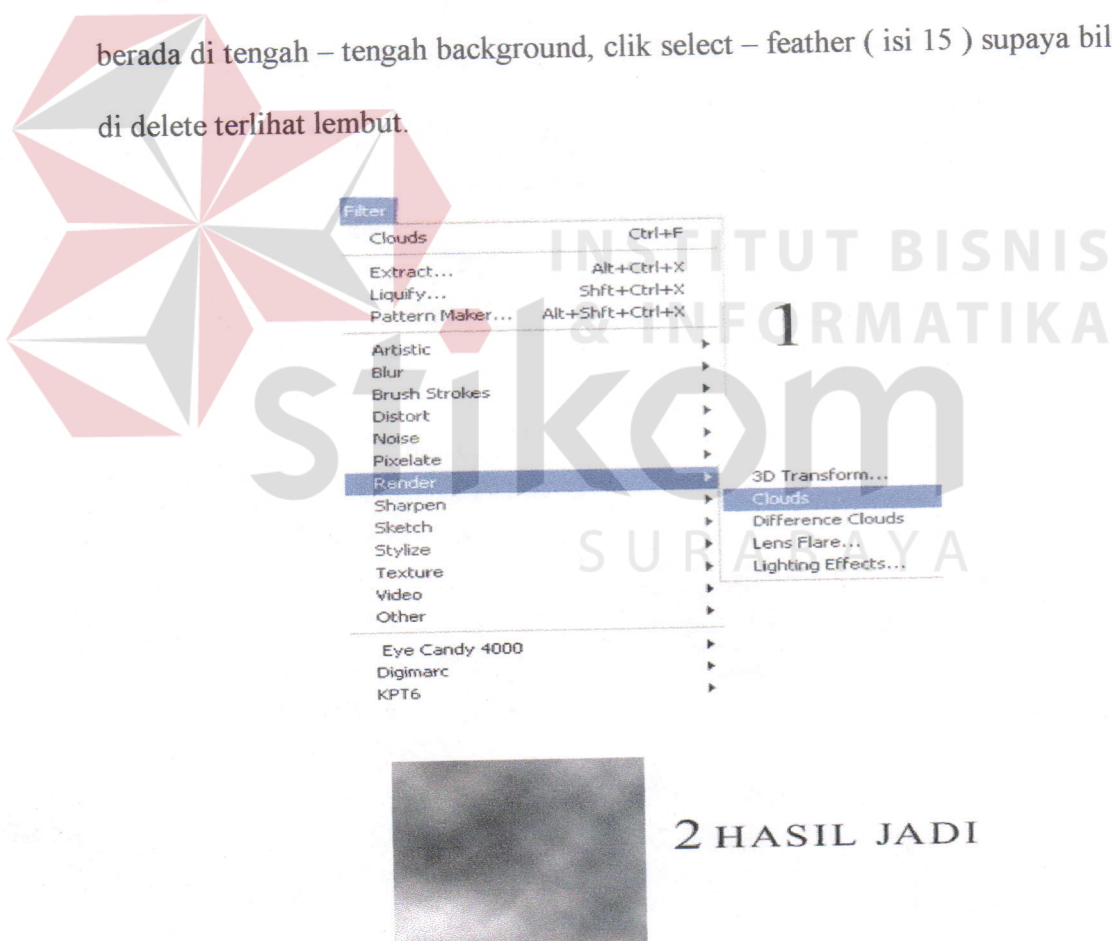 berada di tengah – tengah background, clik select – feather ( isi 15 ) supaya bil
di delete terlihat lembut.
Filter
Clouds Ctrl+F
Extract... Alt+Ctrl+X
Liquify... Shft+Ctrl+X
Pattern Maker... Alt+Shft+Ctrl+X
Artistic
Blur
Brush Strokes
Distort
Noise
Pixelate
Render
Sharpen
Sketch
Stylize
Texture
Video
Other
Eye Candy 4000
Digimarc
KPT6
3D Transform...
Clouds
Difference Clouds
Lens Flare...
Lighting Effects...
1
INSTITUT BISNIS
& INFORMATIKA
stikom
SURABAYA
2 HASIL JADI